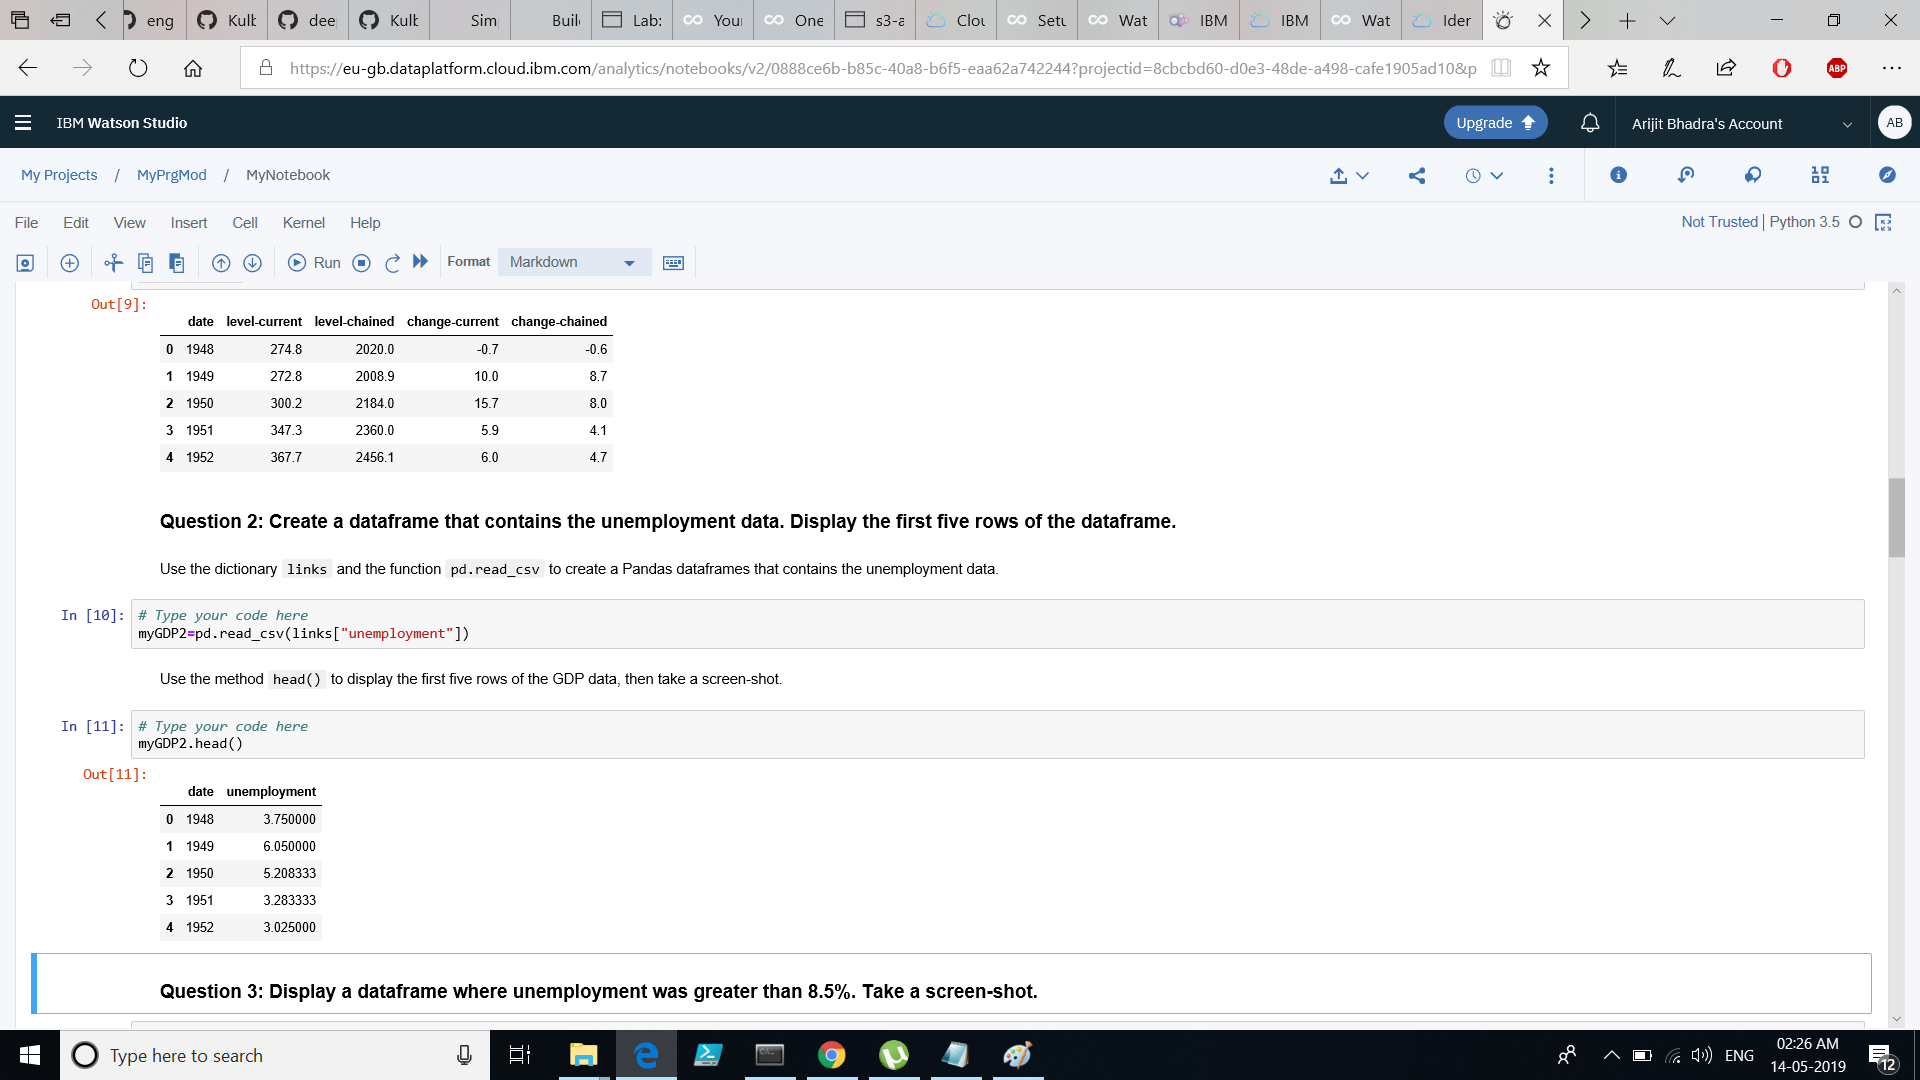 eng Kulb dee Kulb Sim Buil Lab: You One s3-a Clou Setu Wat IBM IBM Wat Ider
https://eu-gb.dataplatform.cloud.ibm.com/analytics/notebooks/v2/0888ce6b-b85c-40a8-b6f5-eaa62a742244?projectid=8cbcbd60-d0e3-48de-a498-cafe1905ad10&p
ABP
IBM Watson Studio Upgrade Arijit Bhadra's Account AB
My Projects / MyPrgMod / MyNotebook
File Edit View Insert Cell Kernel Help Not Trusted | Python 3.5
Run Format Markdown
Out[9]:
date level-current level-chained change-current change-chained
0 1948 274.8 2020.0 -0.7 -0.6
1 1949 272.8 2008.9 10.0 8.7
2 1950 300.2 2184.0 15.7 8.0
3 1951 347.3 2360.0 5.9 4.1
4 1952 367.7 2456.1 6.0 4.7
Question 2: Create a dataframe that contains the unemployment data. Display the first five rows of the dataframe.
Use the dictionary links and the function pd.read_csv to create a Pandas dataframes that contains the unemployment data.
In [10]: # Type your code here
myGDP2=pd.read_csv(links["unemployment"])
Use the method head() to display the first five rows of the GDP data, then take a screen-shot.
In [11]: # Type your code here
myGDP2.head()
Out[11]:
date unemployment
0 1948 3.750000
1 1949 6.050000
2 1950 5.208333
3 1951 3.283333
4 1952 3.025000
Question 3: Display a dataframe where unemployment was greater than 8.5%. Take a screen-shot.
Type here to search
ENG
02:26 AM
14-05-2019
12